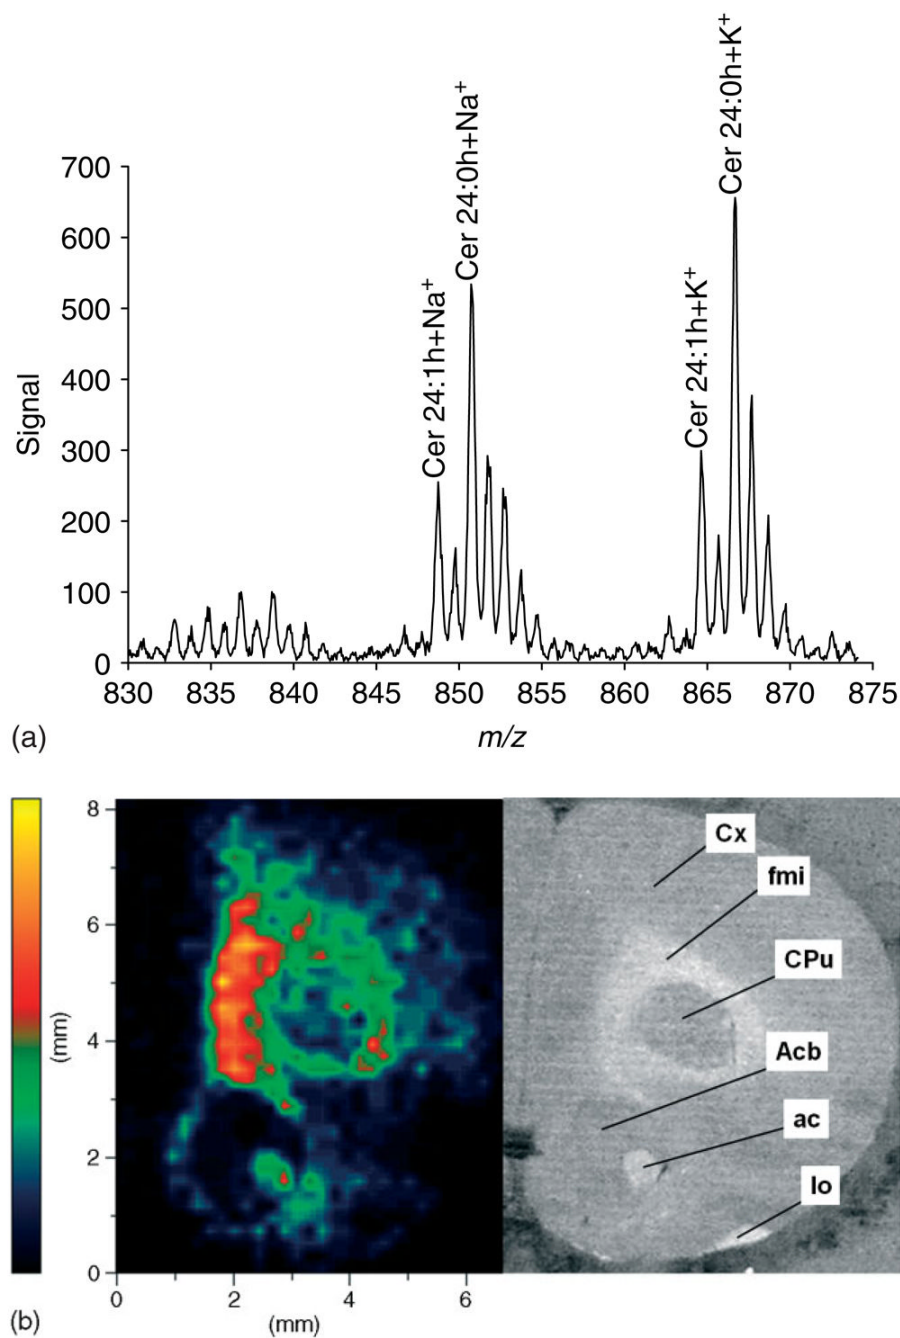 Cer 24:0h+K⁺
Cer 24:0h+Na⁺
Cer 24:1h+K⁺
Cer 24:1h+Na⁺
700
600
500
400
300
200
100
0
Signal
830 835 840 845 850 855 860 865 870 875
m/z
(a)
8
6
4
2
0
(mm)
0 2 4 6
(mm)
Cx
fmi
CPu
Acb
ac
lo
(b)